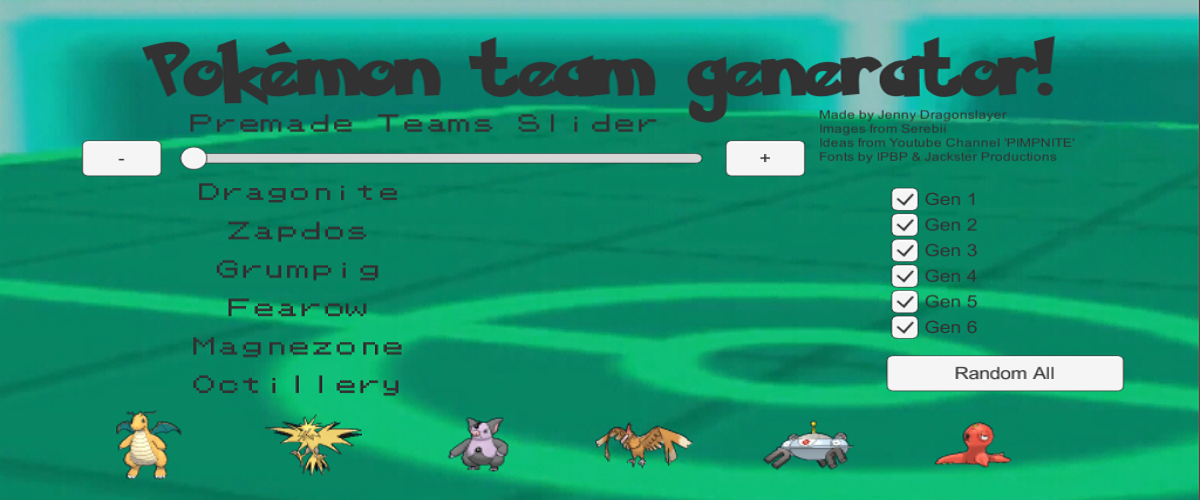 Pokémon team generator!
Premade Teams Slider
Made by Jenny Dragonslayer
Images from Serebii
Ideas from Youtube Channel 'PIMPNITE'
Fonts by IPBP & Jackster Productions
-
+
Dragonite
Zapdos
Grumpig
Fearow
Magnezone
Octillery
Gen 1
Gen 2
Gen 3
Gen 4
Gen 5
Gen 6
Random All